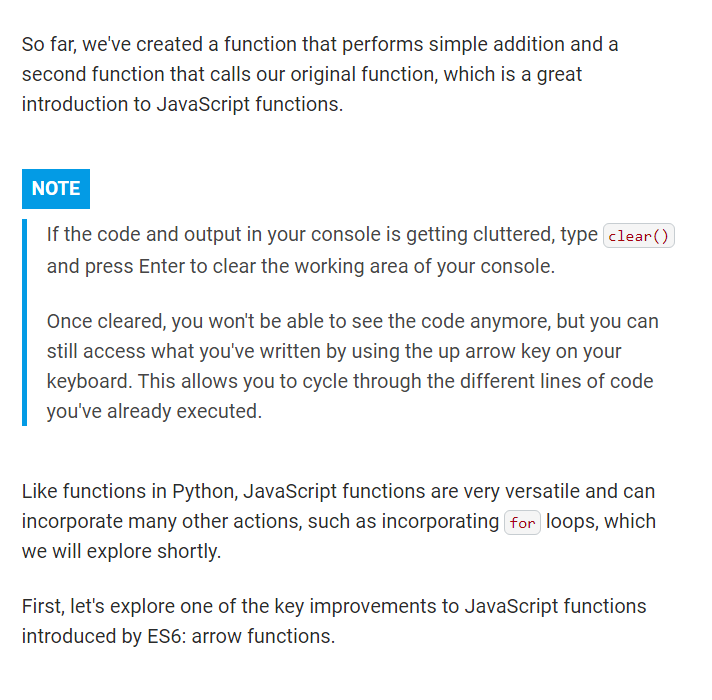 So far, we've created a function that performs simple addition and a
second function that calls our original function, which is a great
introduction to JavaScript functions.
NOTE
If the code and output in your console is getting cluttered, type clear()
and press Enter to clear the working area of your console.
Once cleared, you won't be able to see the code anymore, but you can
still access what you've written by using the up arrow key on your
keyboard. This allows you to cycle through the different lines of code
you've already executed.
Like functions in Python, JavaScript functions are very versatile and can
incorporate many other actions, such as incorporating for loops, which
we will explore shortly.
First, let's explore one of the key improvements to JavaScript functions
introduced by ES6: arrow functions.